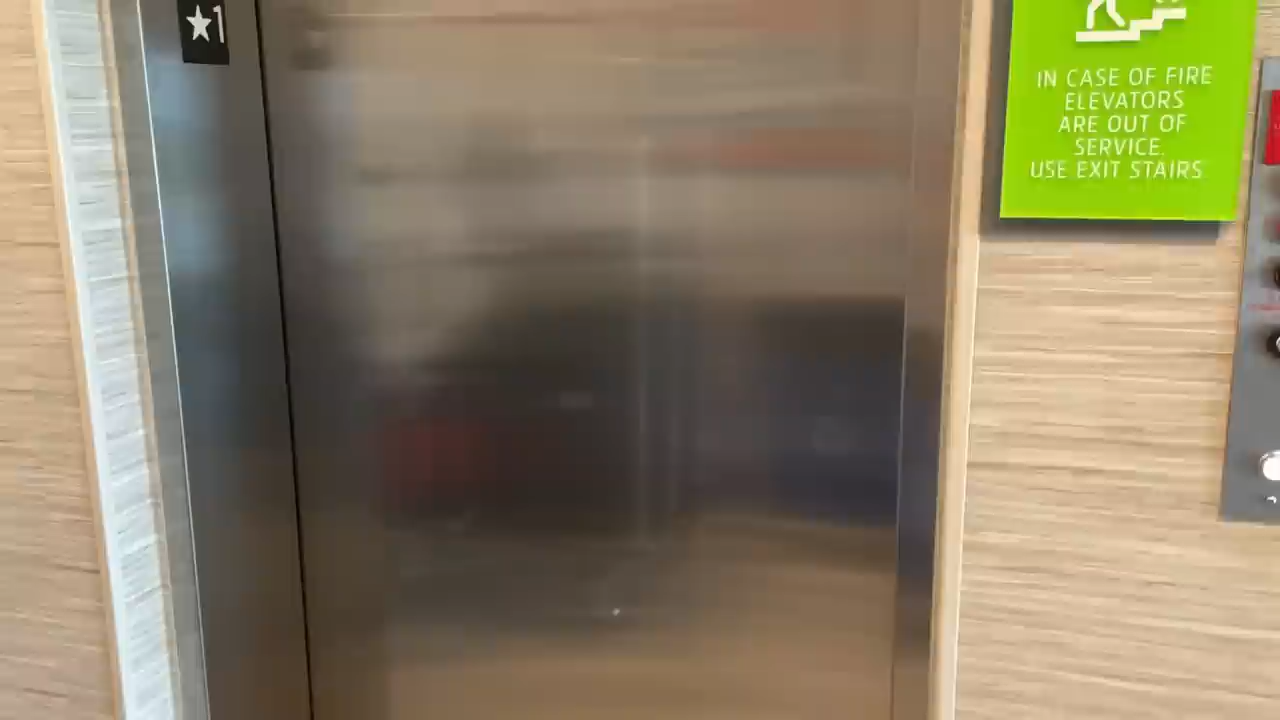 ★1
IN CASE OF FIRE
ELEVATORS
ARE OUT OF
SERVICE.
USE EXIT STAIRS